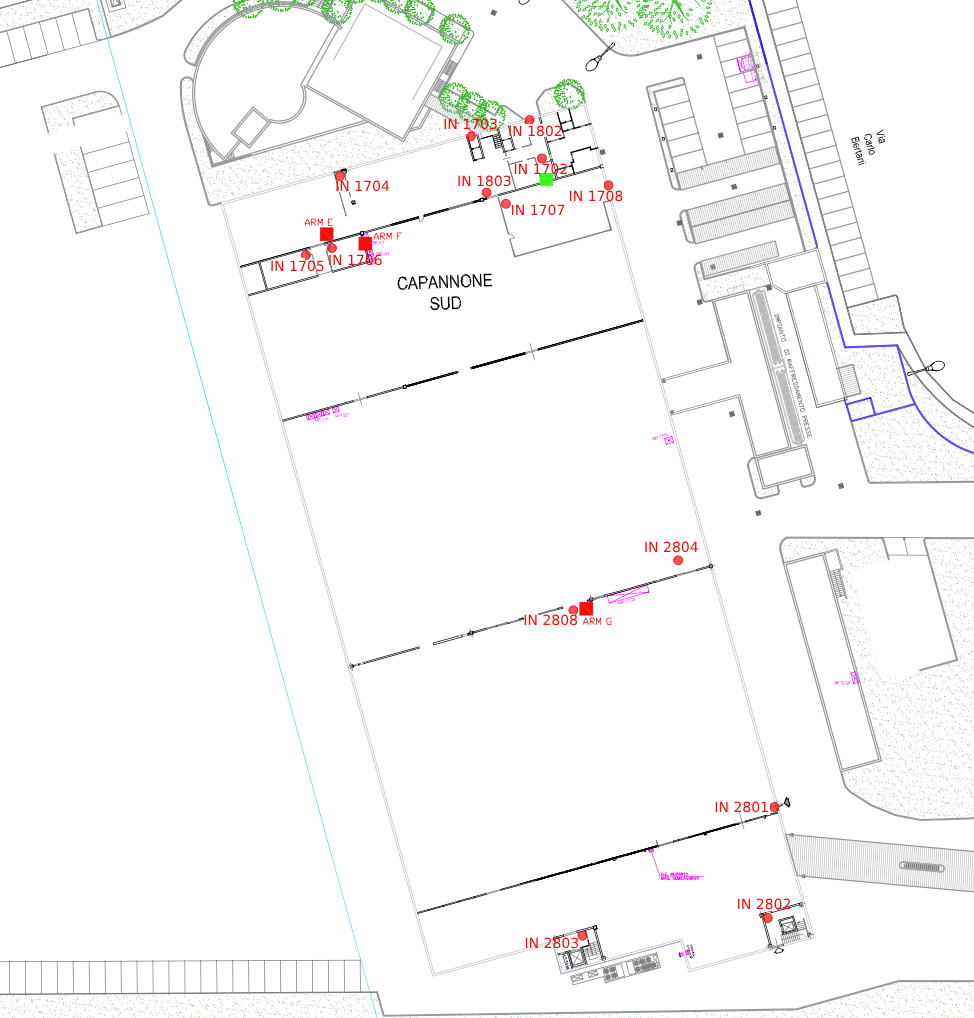 IN 1703
IN 1802
Via
Carlo
Bertani
IN 1702
IN 1704
IN 1803
IN 1708
IN 1707
ARM E
ARM F
IN 1705
IN 1706
CAPANNONE
SUD
IMPIANTO DI RAFFREDDAMENTO PRESSE
IN 2804
IN 2808
ARM G
IN 2801
IN 2802
IN 2803